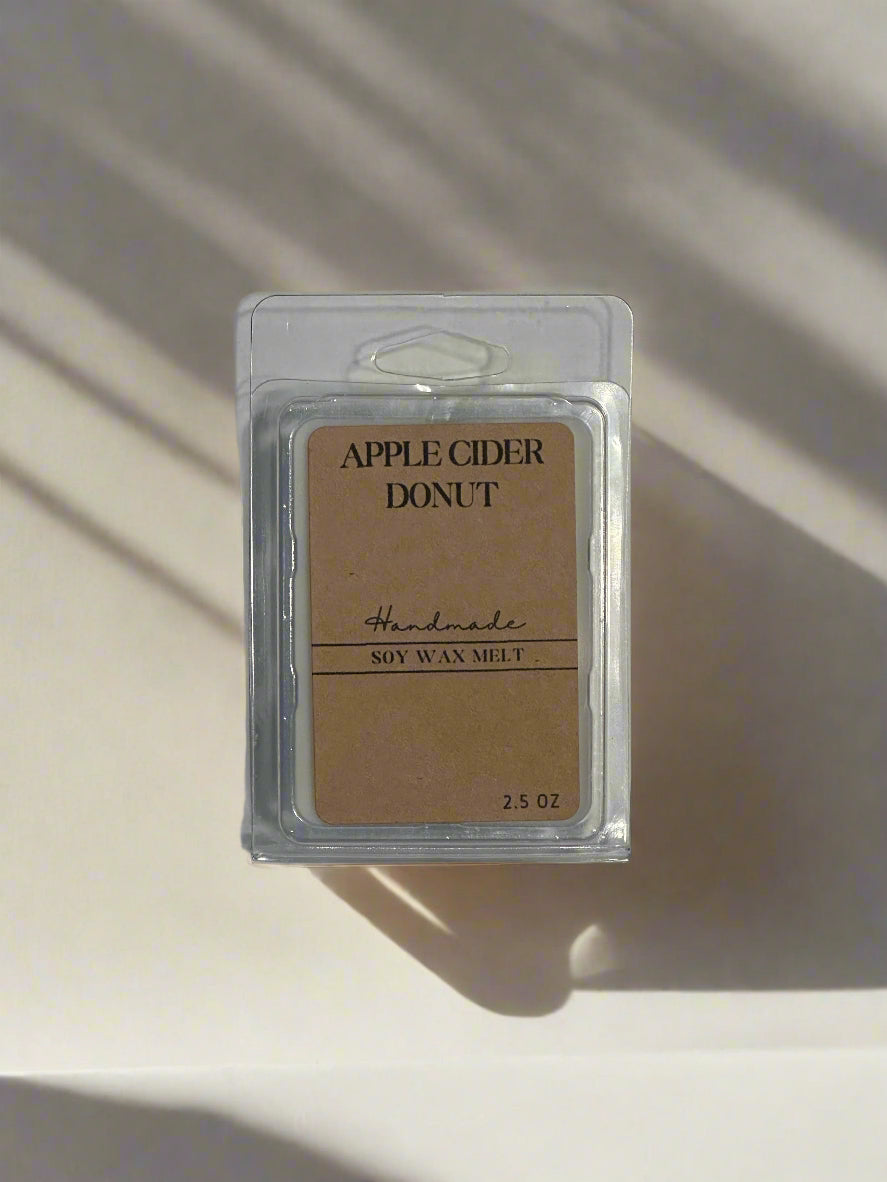 APPLE CIDER
DONUT
Handmade
SOY WAX MELT
2.5 OZ